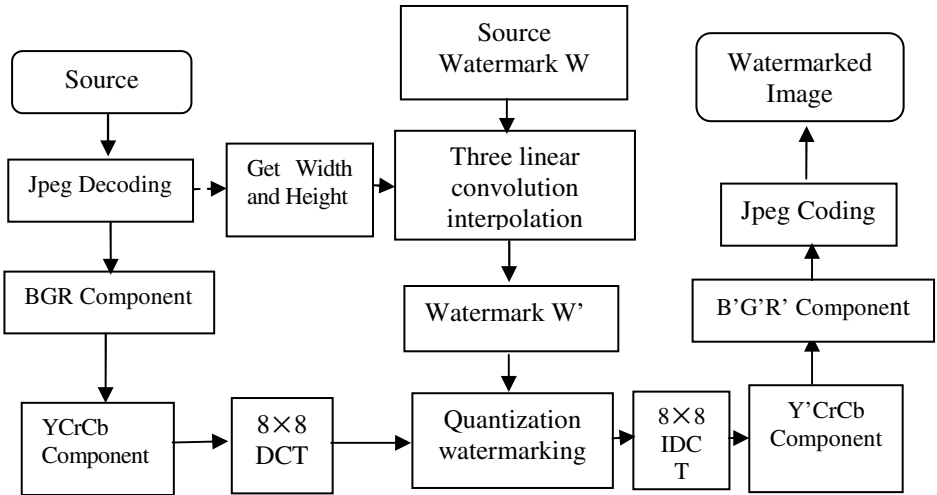 Source
Jpeg Decoding
Get Width
and Height
Source
Watermark W
Three linear
convolution
interpolation
Watermark W’
BGR Component
YCrCb
Component
8×8
DCT
Quantization
watermarking
8×8
IDC
T
Y’CrCb
Component
B’G’R’ Component
Jpeg Coding
Watermarked
Image